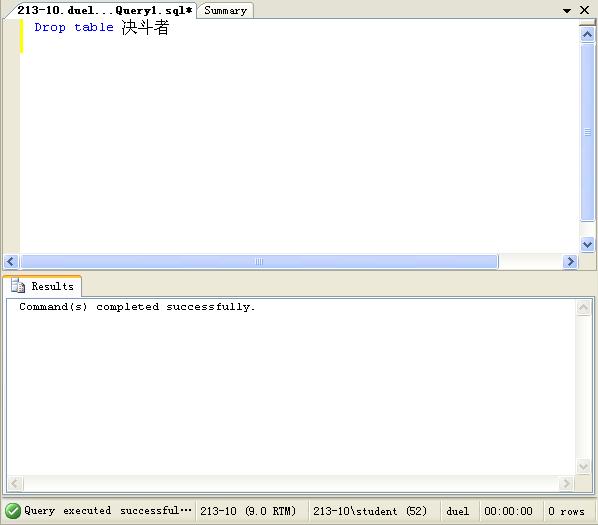 213-10.duel...Query1.sql* Summary
Drop table 决斗者
Results
Command(s) completed successfully.
Query executed successful... 213-10 (9.0 RTM) 213-10\student (52) duel 00:00:00 0 rows